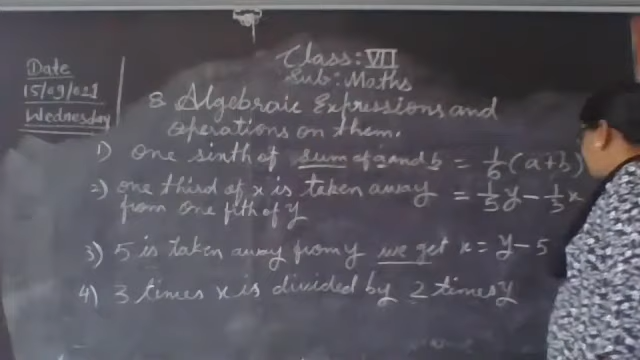 Class: VII
Sub: Maths
Date
15/09/021
Wednesday
8 Algebraic Expressions and
operations on them.
1) One sinth of sum of a and b = 1/6 (a+b)
2) one third of x is taken away = 1/5 y - 1/3 x
from one fifth of y
3) 5 is taken away from y we get x = y - 5
4) 3 times x is divided by 2 times y